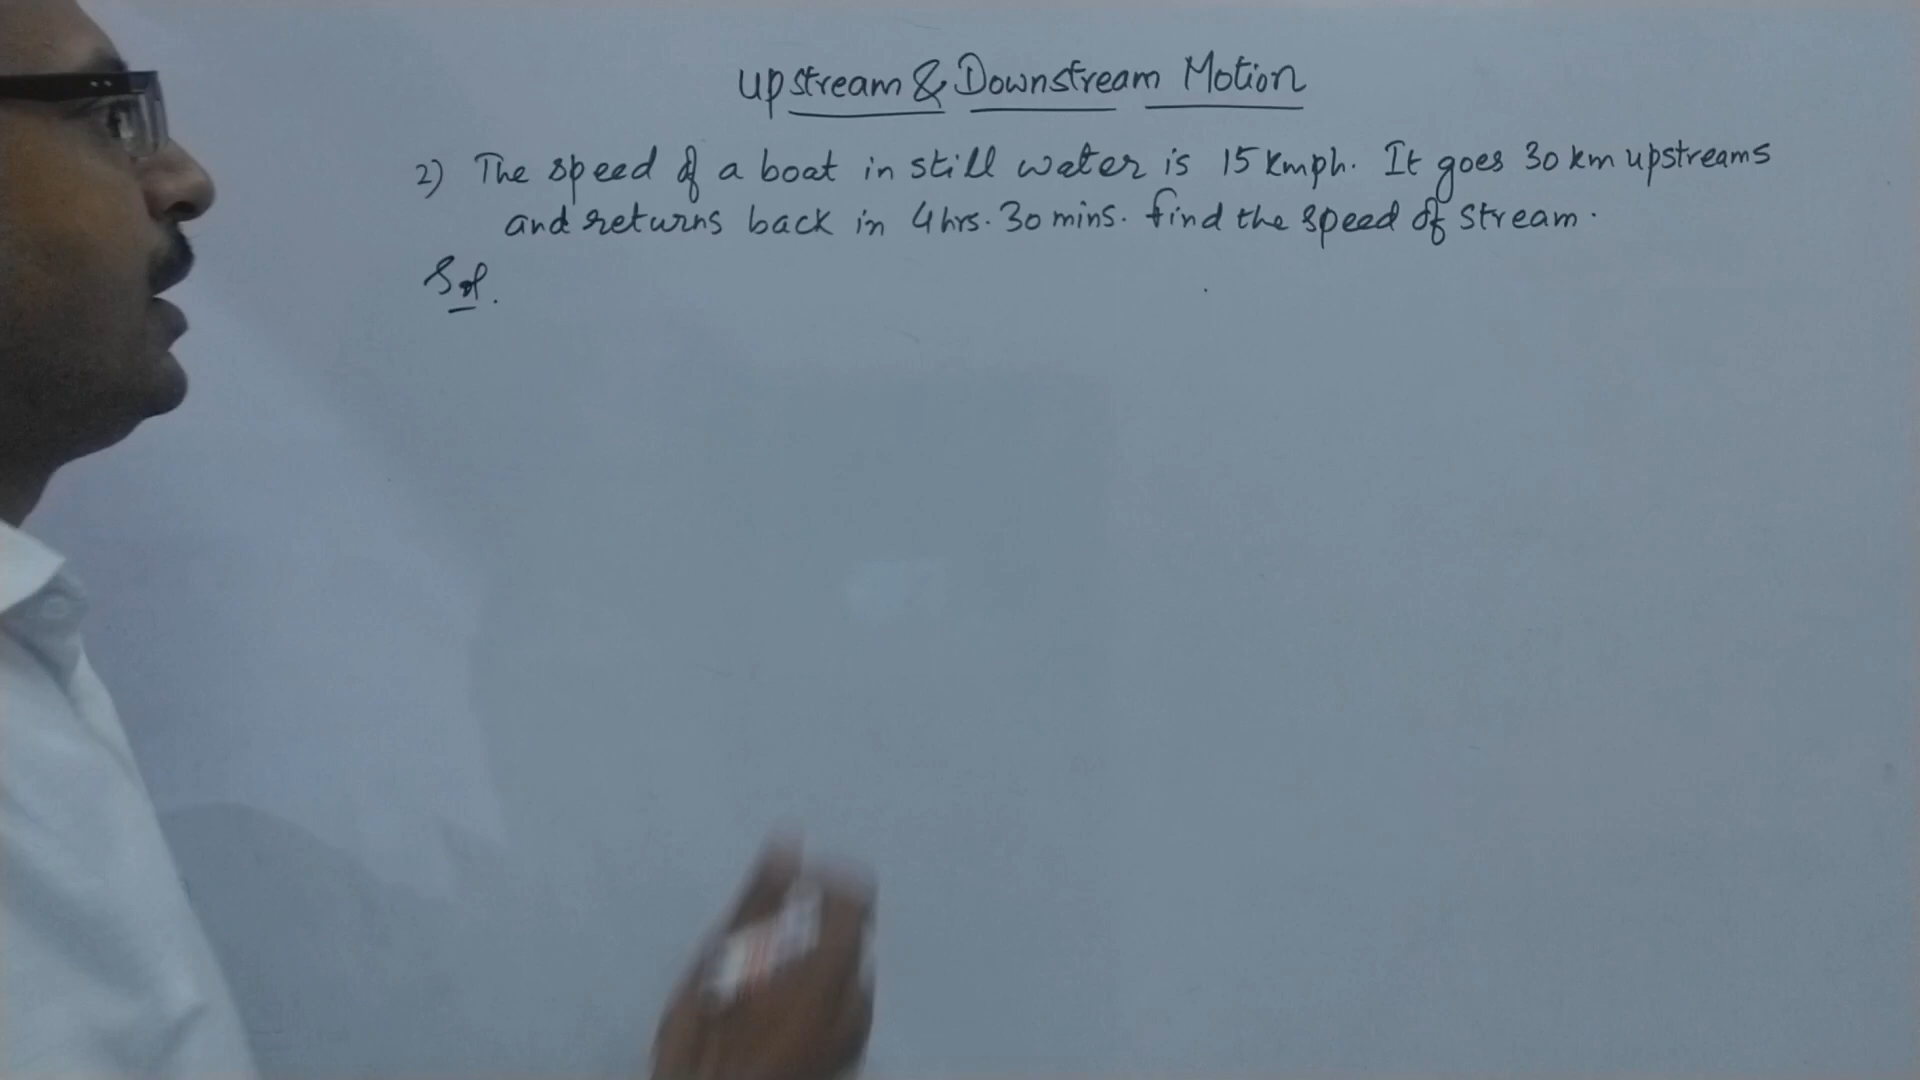 Upstream & Downstream Motion
2) The speed of a boat in still water is 15 kmph. It goes 30 km upstreams
and returns back in 4 hrs. 30 mins. find the speed of stream.
Sol.